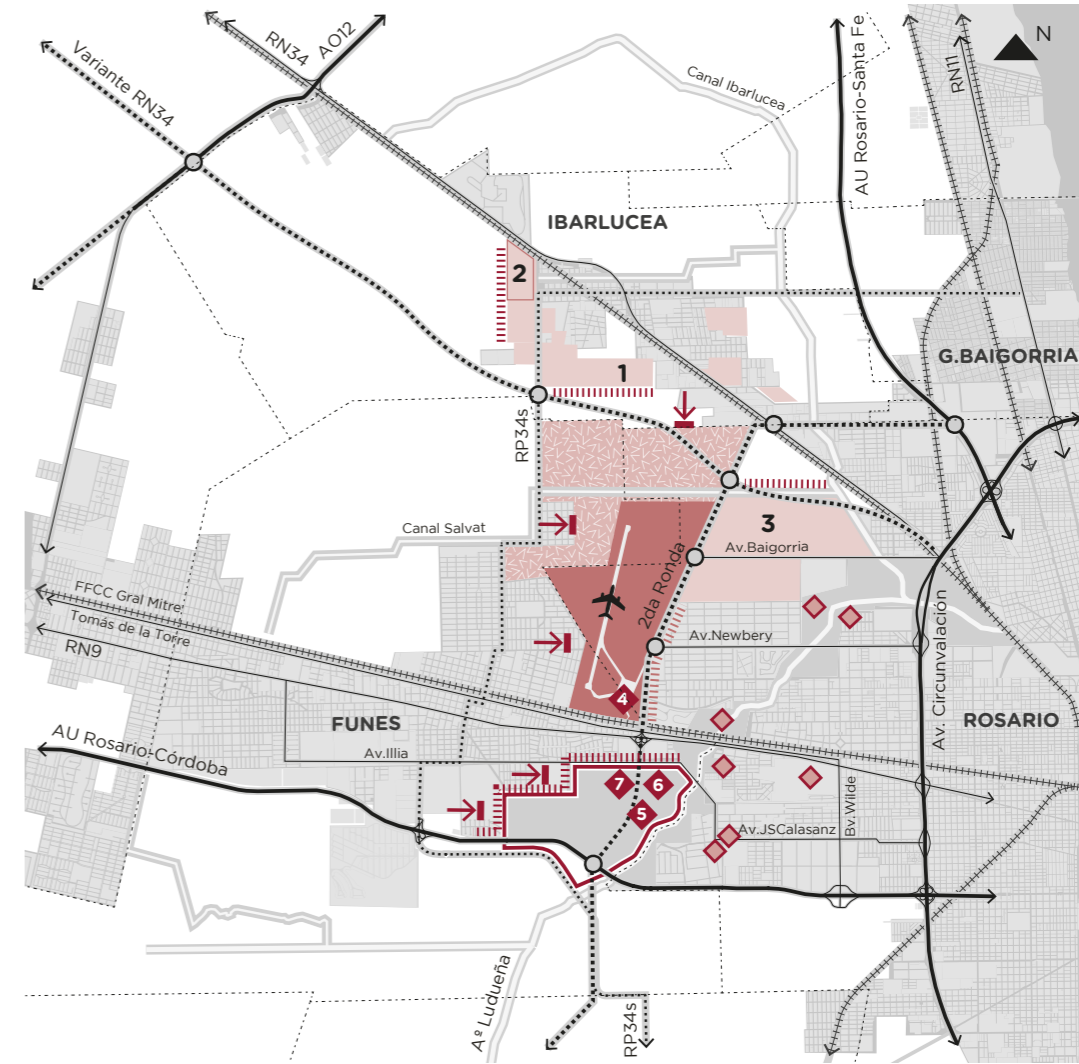 N
RN34
AO12
Variante RN34
Canal Ibarlucea
AU Rosario-Santa Fe
RN11
IBARLUCEA
2
G.BAIGORRIA
1
RP34s
3
Canal Salvat
Av.Baigorria
2da Ronda
FFCC Gral Mitre
Tomás de la Torre
RN9
Av.Newbery
Av. Circunvalación
4
FUNES
ROSARIO
AU Rosario-Córdoba
Av.Illia
7
6
5
Bv.Wilde
Av.JSCalasanz
Aº Ludueña
RP34s